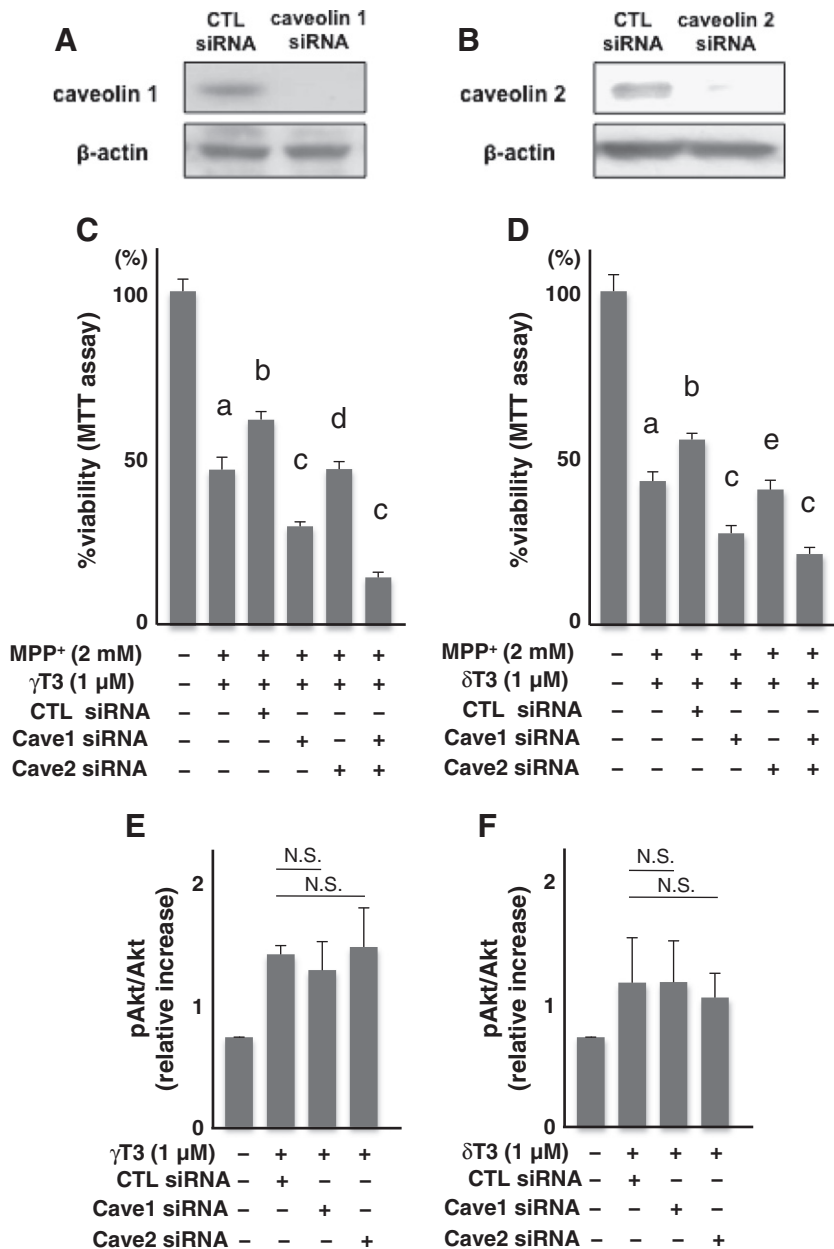 A
CTL siRNA
caveolin 1 siRNA
caveolin 1
β-actin
B
CTL siRNA
caveolin 2 siRNA
caveolin 2
β-actin
C
(%)
%viability (MTT assay)
100
50
0
a
b
c
d
c
MPP+ (2 mM) – + + + + +
γT3 (1 μM) – + + + + +
CTL siRNA – – + – – –
Cave1 siRNA – – – + – +
Cave2 siRNA – – – – + +
D
(%)
%viability (MTT assay)
100
50
0
a
b
c
e
c
MPP+ (2 mM) – + + + + +
δT3 (1 μM) – + + + + +
CTL siRNA – – + – – –
Cave1 siRNA – – – + – +
Cave2 siRNA – – – – + +
E
pAkt/Akt
(relative increase)
2
1
0
N.S.
N.S.
γT3 (1 μM) – + + +
CTL siRNA – + – –
Cave1 siRNA – – + –
Cave2 siRNA – – – +
F
pAkt/Akt
(relative increase)
2
1
0
N.S.
N.S.
δT3 (1 μM) – + + +
CTL siRNA – + – –
Cave1 siRNA – – + –
Cave2 siRNA – – – +